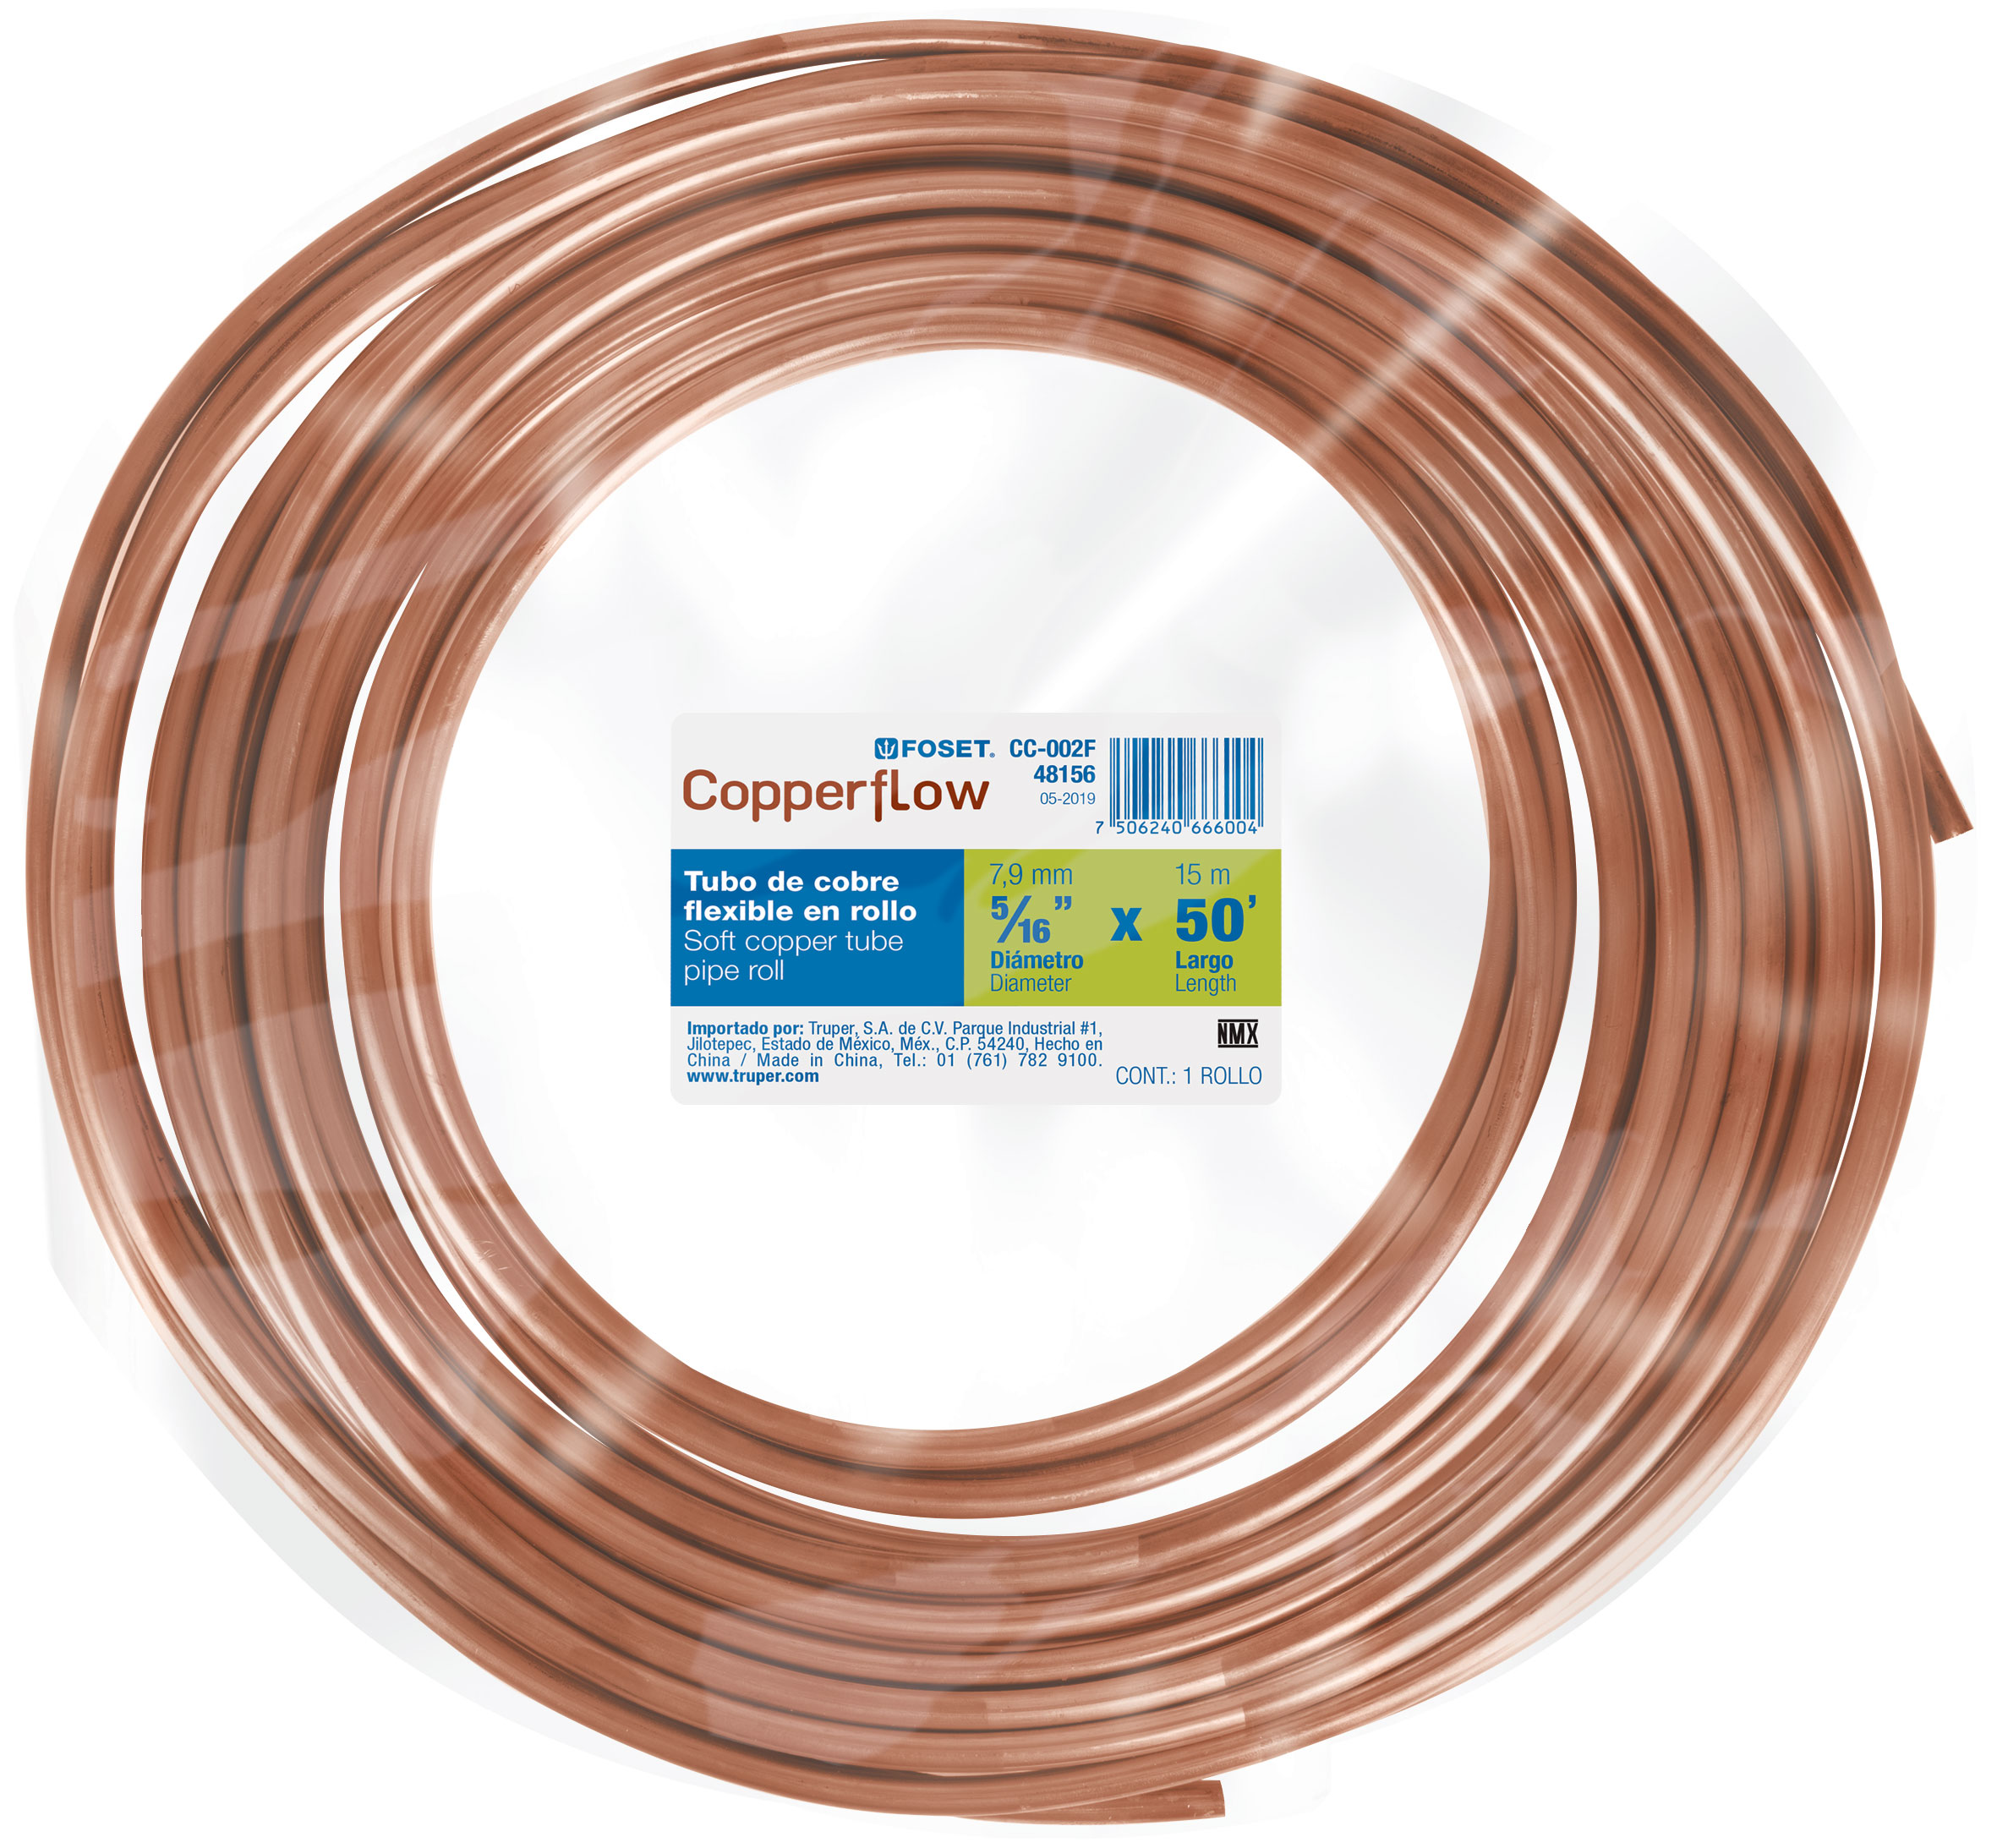 FOSET® CC-002F
Copperflow 48156
05-2019
7 506240 666004
Tubo de cobre
flexible en rollo
Soft copper tube
pipe roll
7,9 mm 15 m
5/16” x 50’
Diámetro Largo
Diameter Length
Importado por: Truper, S.A. de C.V. Parque Industrial #1,
Jilotepec, Estado de México, Méx., C.P. 54240, Hecho en
China / Made in China, Tel.: 01 (761) 782 9100.
www.truper.com
NMX
CONT.: 1 ROLLO